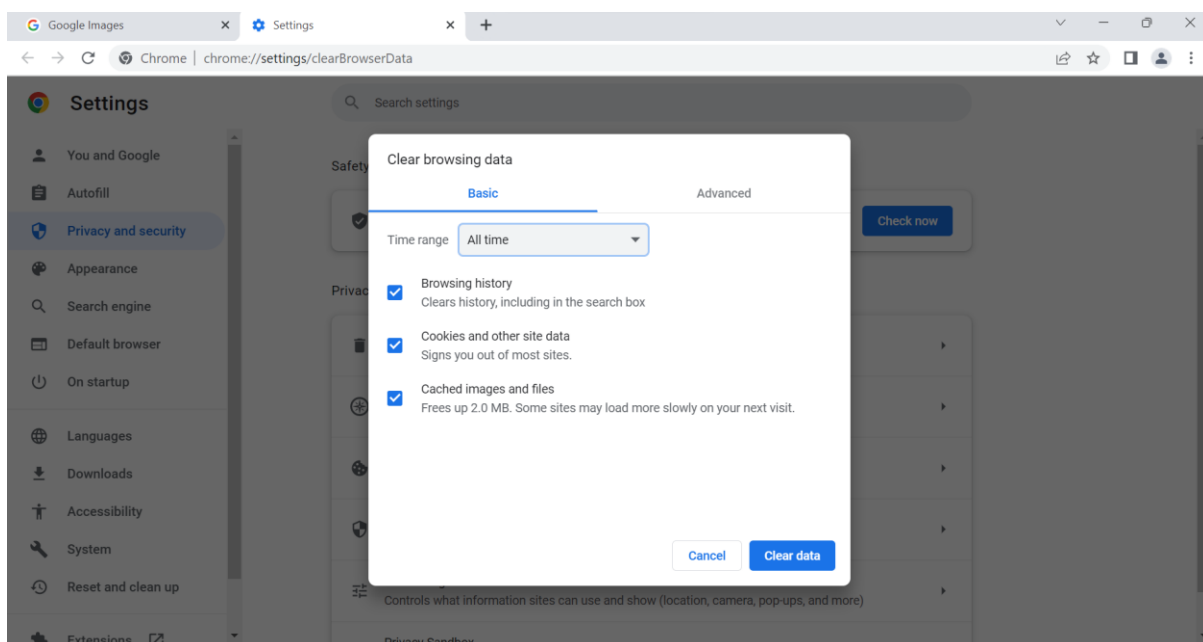 Google Images
Settings
Chrome | chrome://settings/clearBrowserData
Settings
Search settings
You and Google
Autofill
Privacy and security
Appearance
Search engine
Default browser
On startup
Languages
Downloads
Accessibility
System
Reset and clean up
Extensions
Safety
Check now
Privac
Clear browsing data
Basic
Advanced
Time range All time
Browsing history
Clears history, including in the search box
Cookies and other site data
Signs you out of most sites.
Cached images and files
Frees up 2.0 MB. Some sites may load more slowly on your next visit.
Cancel
Clear data
Controls what information sites can use and show (location, camera, pop-ups, and more)
Privacy Sandbox